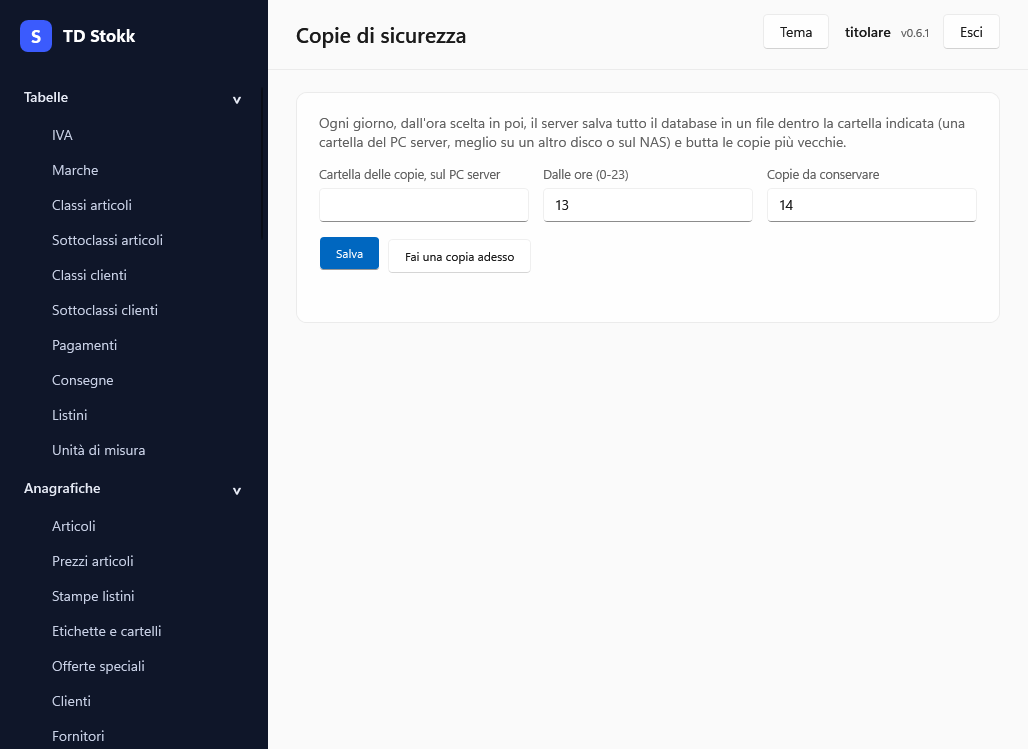 S TD Stokk
Tabelle
IVA
Marche
Classi articoli
Sottoclassi articoli
Classi clienti
Sottoclassi clienti
Pagamenti
Consegne
Listini
Unità di misura
Anagrafiche
Articoli
Prezzi articoli
Stampe listini
Etichette e cartelli
Offerte speciali
Clienti
Fornitori
Copie di sicurezza
Tema titolare v0.6.1 Esci
Ogni giorno, dall'ora scelta in poi, il server salva tutto il database in un file dentro la cartella indicata (una
cartella del PC server, meglio su un altro disco o sul NAS) e butta le copie più vecchie.
Cartella delle copie, sul PC server Dalle ore (0-23) Copie da conservare
13 14
Salva Fai una copia adesso